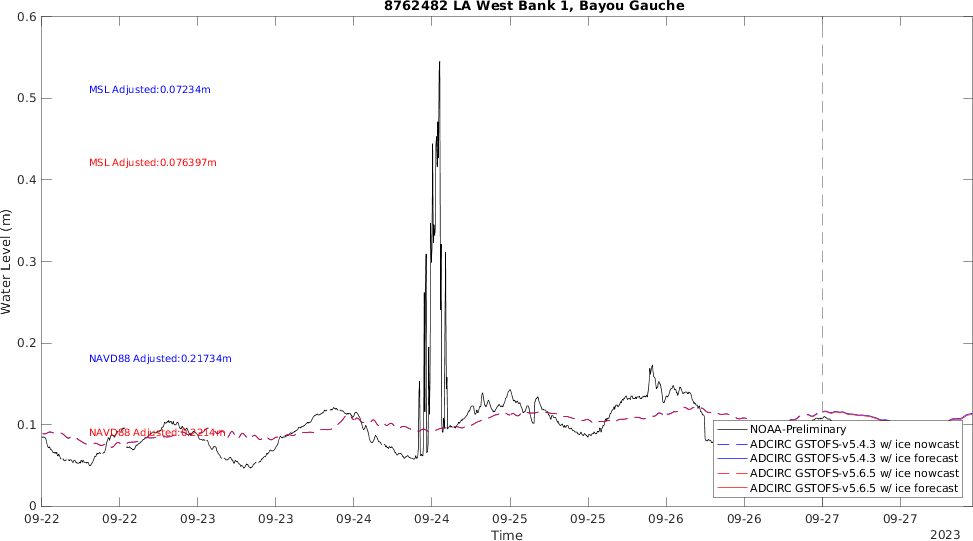 8762482 LA West Bank 1, Bayou Gauche
0.6
0.5
0.4
0.3
0.2
0.1
0
Water Level (m)
MSL Adjusted:0.07234m
MSL Adjusted:0.076397m
NAVD88 Adjusted:0.21734m
NAVD88 Adjusted:0.2214m
NOAA-Preliminary
ADCIRC GSTOFS-v5.4.3 w/ ice nowcast
ADCIRC GSTOFS-v5.4.3 w/ ice forecast
ADCIRC GSTOFS-v5.6.5 w/ ice nowcast
ADCIRC GSTOFS-v5.6.5 w/ ice forecast
09-22 09-22 09-23 09-23 09-24 09-24 09-25 09-25 09-26 09-26 09-27 09-27
Time
2023